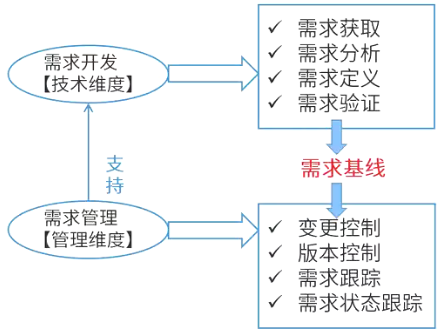 需求开发
【技术维度】
✓ 需求获取
✓ 需求分析
✓ 需求定义
✓ 需求验证
需求基线
支持
需求管理
【管理维度】
✓ 变更控制
✓ 版本控制
✓ 需求跟踪
✓ 需求状态跟踪